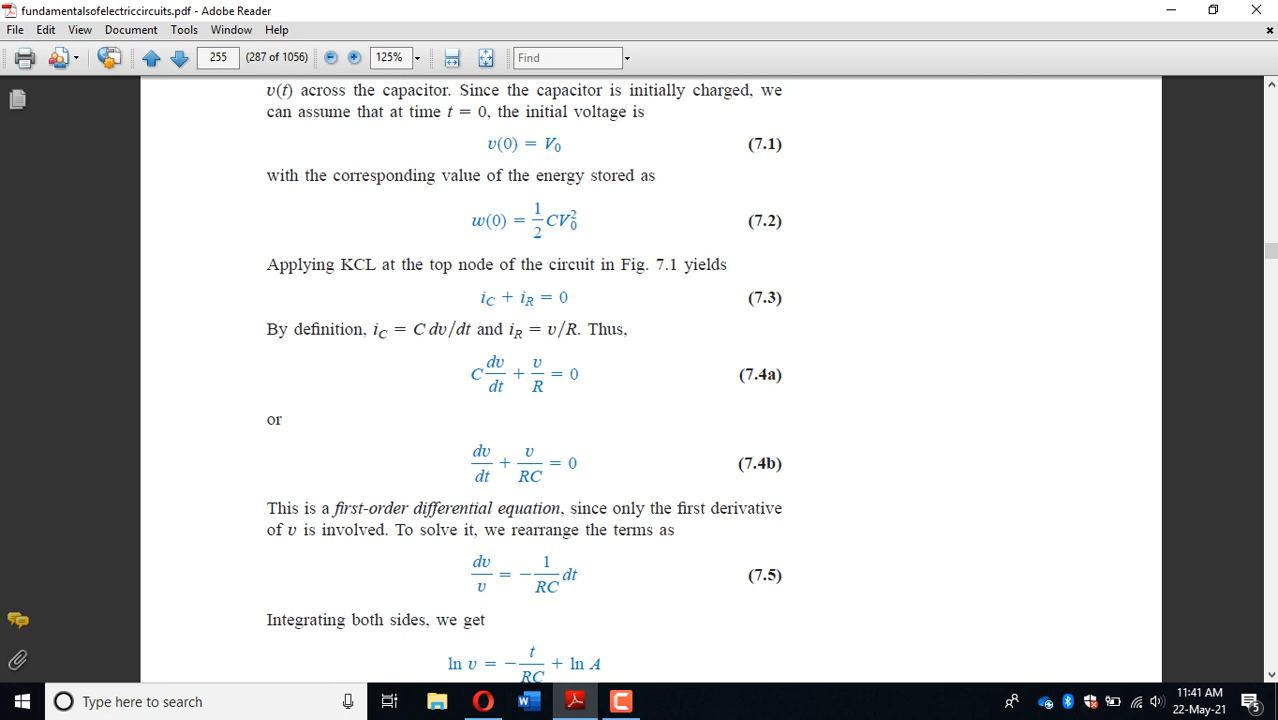 fundamentalsofelectriccircuits.pdf - Adobe Reader
File Edit View Document Tools Window Help
255 (287 of 1056) 125% Find
v(t) across the capacitor. Since the capacitor is initially charged, we
can assume that at time t = 0, the initial voltage is
v(0) = V₀ (7.1)
with the corresponding value of the energy stored as
w(0) = 1/2 CV₀² (7.2)
Applying KCL at the top node of the circuit in Fig. 7.1 yields
i_C + i_R = 0 (7.3)
By definition, i_C = C dv/dt and i_R = v/R. Thus,
C dv/dt + v/R = 0 (7.4a)
or
dv/dt + v/RC = 0 (7.4b)
This is a first-order differential equation, since only the first derivative
of v is involved. To solve it, we rearrange the terms as
dv/v = − 1/RC dt (7.5)
Integrating both sides, we get
ln v = − t/RC + ln A
Type here to search
11:41 AM
22-May-21
5